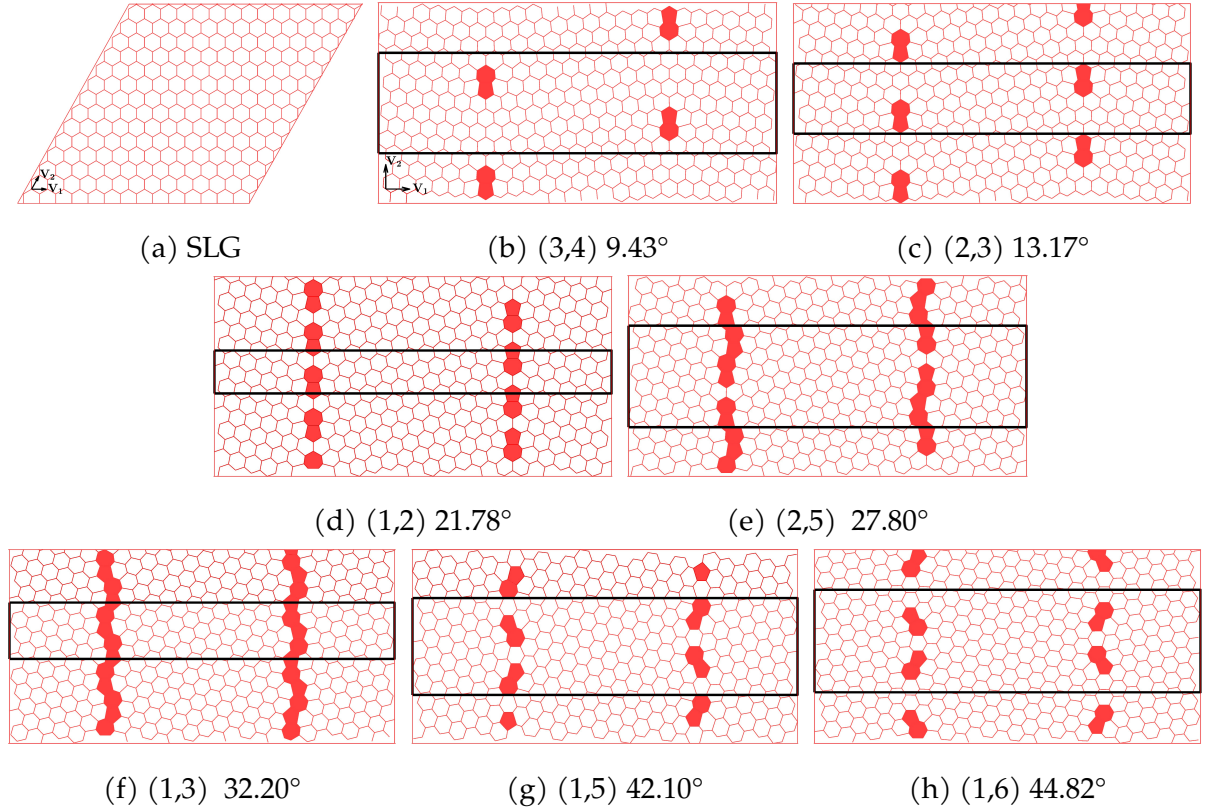 V₂
V₁
V₂
V₁
(a) SLG
(b) (3,4) 9.43°
(c) (2,3) 13.17°
(d) (1,2) 21.78°
(e) (2,5) 27.80°
(f) (1,3) 32.20°
(g) (1,5) 42.10°
(h) (1,6) 44.82°